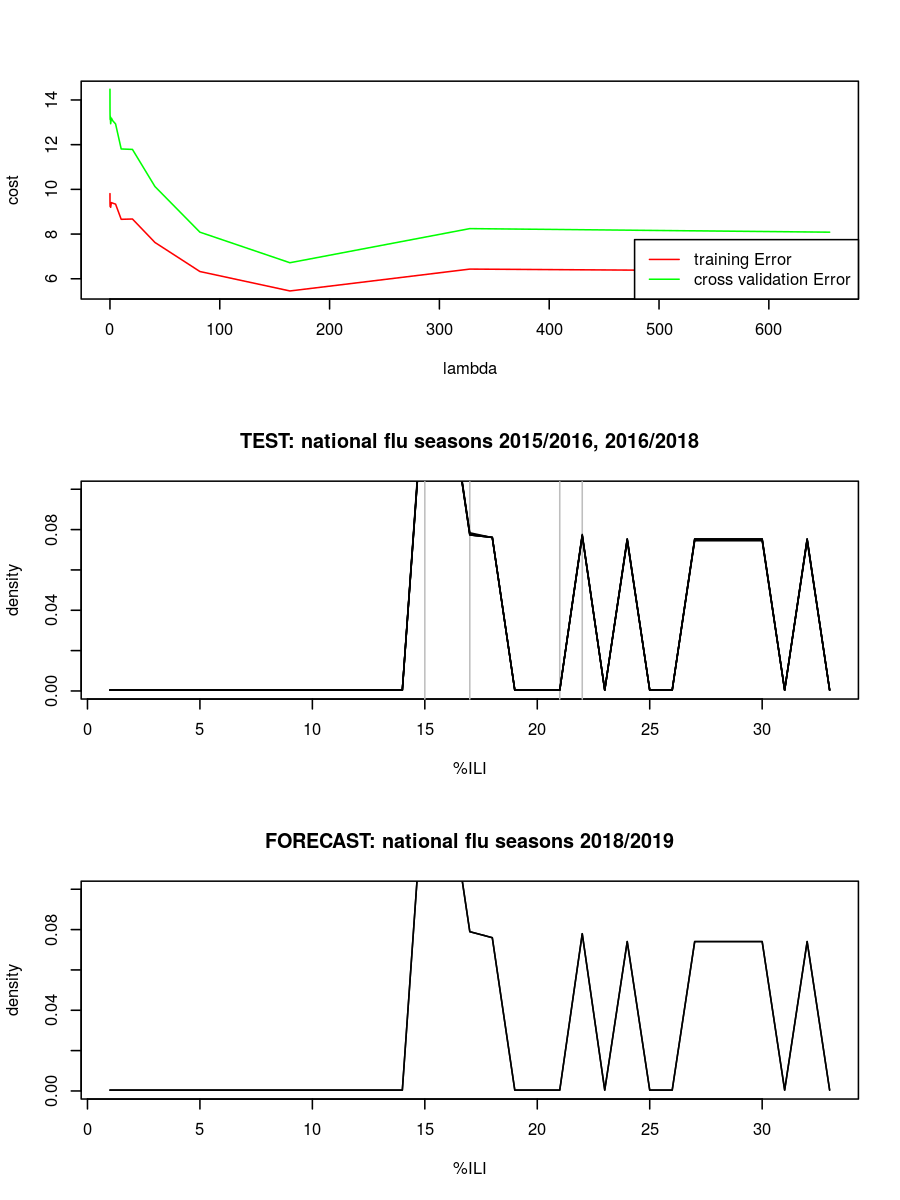 14
12
10
8
6
cost
training Error
cross validation Error
0 100 200 300 400 500 600
lambda
TEST: national flu seasons 2015/2016, 2016/2018
0.08
0.04
0.00
density
0 5 10 15 20 25 30
%ILI
FORECAST: national flu seasons 2018/2019
0.08
0.04
0.00
density
0 5 10 15 20 25 30
%ILI